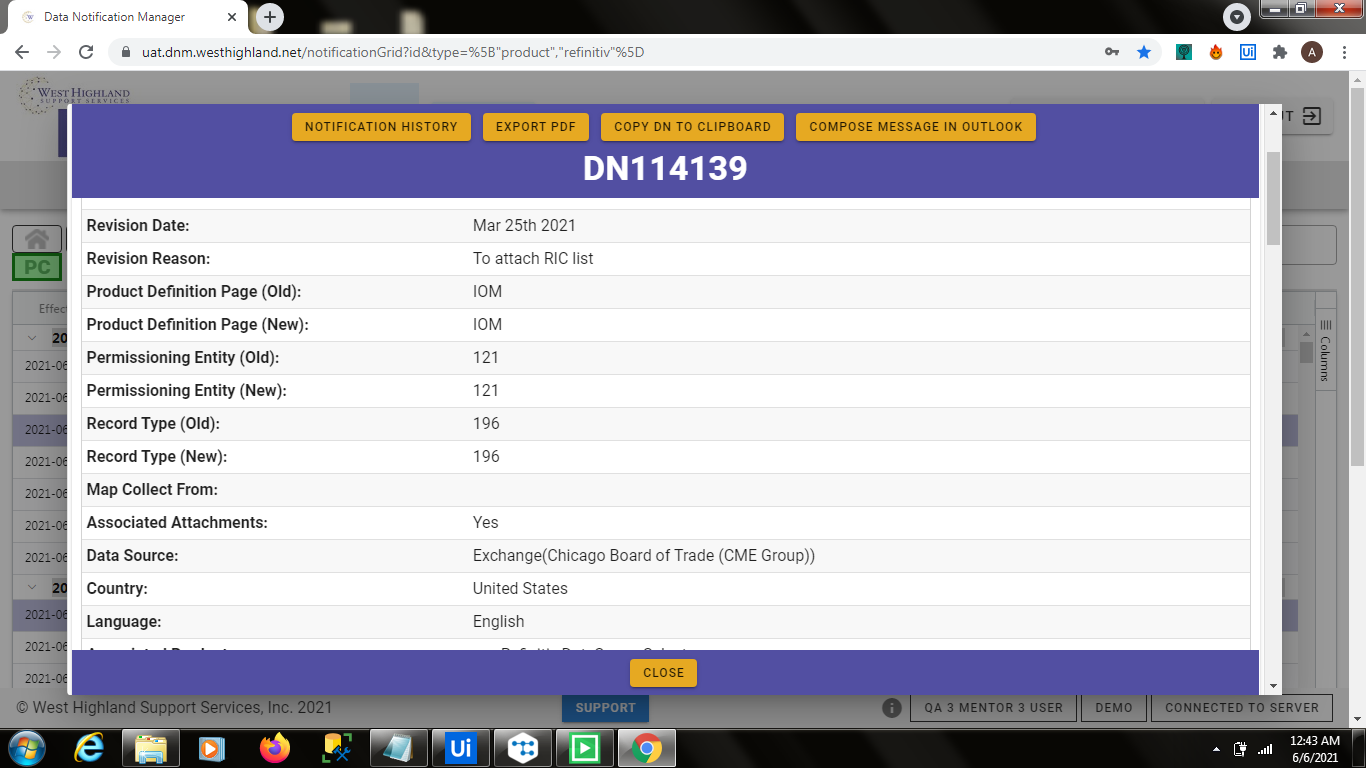 Data Notification Manager
uat.dnm.westhighland.net/notificationGrid?id&type=%5B"product","refinitiv"%5D
A
WEST HIGHLAND
SUPPORT SERVICES
NOTIFICATION HISTORY
EXPORT PDF
COPY DN TO CLIPBOARD
COMPOSE MESSAGE IN OUTLOOK
DN114139
Revision Date: Mar 25th 2021
Revision Reason: To attach RIC list
Product Definition Page (Old): IOM
Product Definition Page (New): IOM
Permissioning Entity (Old): 121
Permissioning Entity (New): 121
Record Type (Old): 196
Record Type (New): 196
Map Collect From:
Associated Attachments: Yes
Data Source: Exchange(Chicago Board of Trade (CME Group))
Country: United States
Language: English
CLOSE
PC
Effec
20
2021-06
2021-06
2021-06
2021-06
2021-06
2021-06
2021-06
20
2021-06
2021-06
2021-06
Columns
© West Highland Support Services, Inc. 2021
SUPPORT
QA 3 MENTOR 3 USER
DEMO
CONNECTED TO SERVER
Ui
12:43 AM
6/6/2021